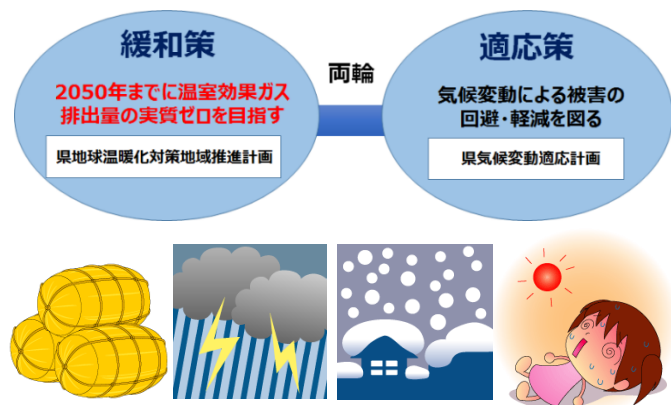 緩和策
2050年までに温室効果ガス
排出量の実質ゼロを目指す
県地球温暖化対策地域推進計画
両輪
適応策
気候変動による被害の
回避・軽減を図る
県気候変動適応計画